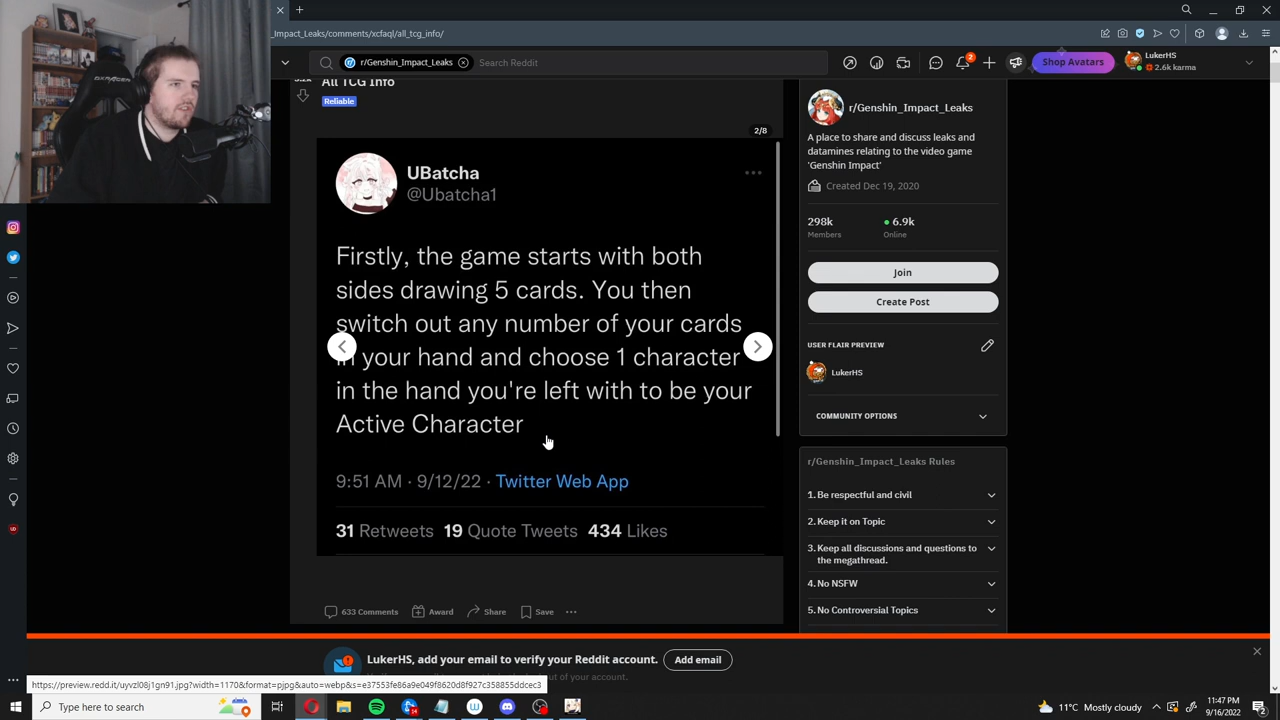 _Impact_Leaks/comments/xcfaql/all_tcg_info/
r/Genshin_Impact_Leaks
Search Reddit
2
Shop Avatars
LukerHS
2.6k karma
All TCG Info
Reliable
2/8
UBatcha
@Ubatcha1
Firstly, the game starts with both
sides drawing 5 cards. You then
switch out any number of your cards
in your hand and choose 1 character
in the hand you're left with to be your
Active Character
9:51 AM · 9/12/22 · Twitter Web App
31 Retweets 19 Quote Tweets 434 Likes
633 Comments
Award
Share
Save
r/Genshin_Impact_Leaks
A place to share and discuss leaks and
datamines relating to the video game
'Genshin Impact'
Created Dec 19, 2020
298k
6.9k
Members
Online
Join
Create Post
USER FLAIR PREVIEW
LukerHS
COMMUNITY OPTIONS
r/Genshin_Impact_Leaks Rules
1. Be respectful and civil
2. Keep it on Topic
3. Keep all discussions and questions to
the megathread.
4. No NSFW
5. No Controversial Topics
LukerHS, add your email to verify your Reddit account.
Add email
out of your account.
https://preview.redd.it/uyvzl08j1gn91.jpg?width=1170&format=pjpg&auto=webp&s=e37553fe86a9e049f8620d8f927c358855ddcec3
Type here to search
11°C Mostly cloudy
11:47 PM
9/16/2022
DXRACER